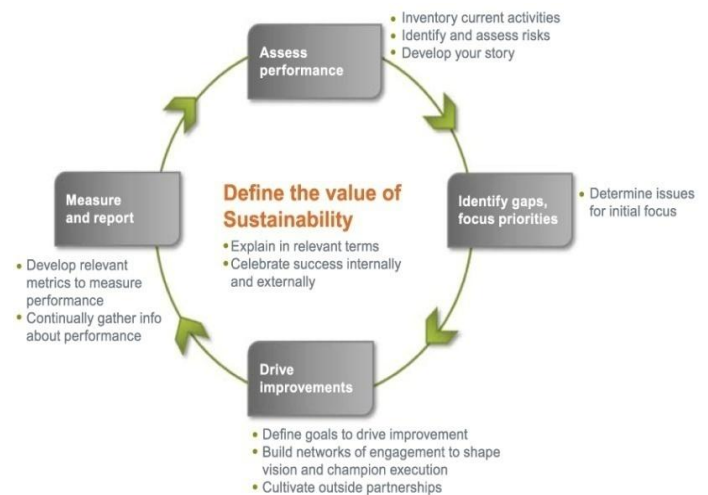 Assess
performance
• Inventory current activities
• Identify and assess risks
• Develop your story
Identify gaps,
focus priorities
• Determine issues
for initial focus
Define the value of
Sustainability
• Explain in relevant terms
• Celebrate success internally
and externally
Measure
and report
• Develop relevant
metrics to measure
performance
• Continually gather info
about performance
Drive
improvements
• Define goals to drive improvement
• Build networks of engagement to shape
vision and champion execution
• Cultivate outside partnerships